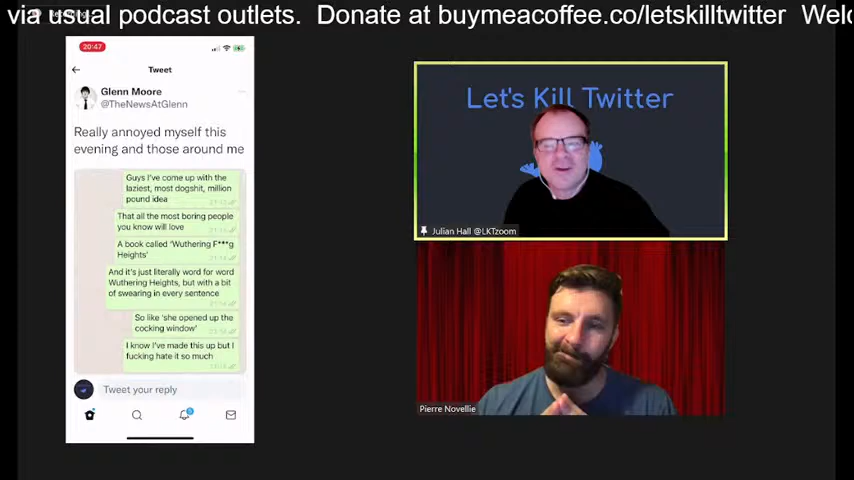 via usual podcast outlets. Donate at buymeacoffee.co/letskilltwitter Welc
20:47
Tweet
Glenn Moore
@TheNewsAtGlenn
Really annoyed myself this
evening and those around me
Guys I've come up with the
laziest, most dogshit, million
pound idea
That all the most boring people
you know will love
A book called 'Wuthering F***g
Heights'
And it's just literally word for word
Wuthering Heights, but with a bit
of swearing in every sentence
So like 'she opened up the
cocking window'
I know I've made this up but I
fucking hate it so much
Tweet your reply
Let's Kill Twitter
Julian Hall @LKTzoom
Pierre Novellie